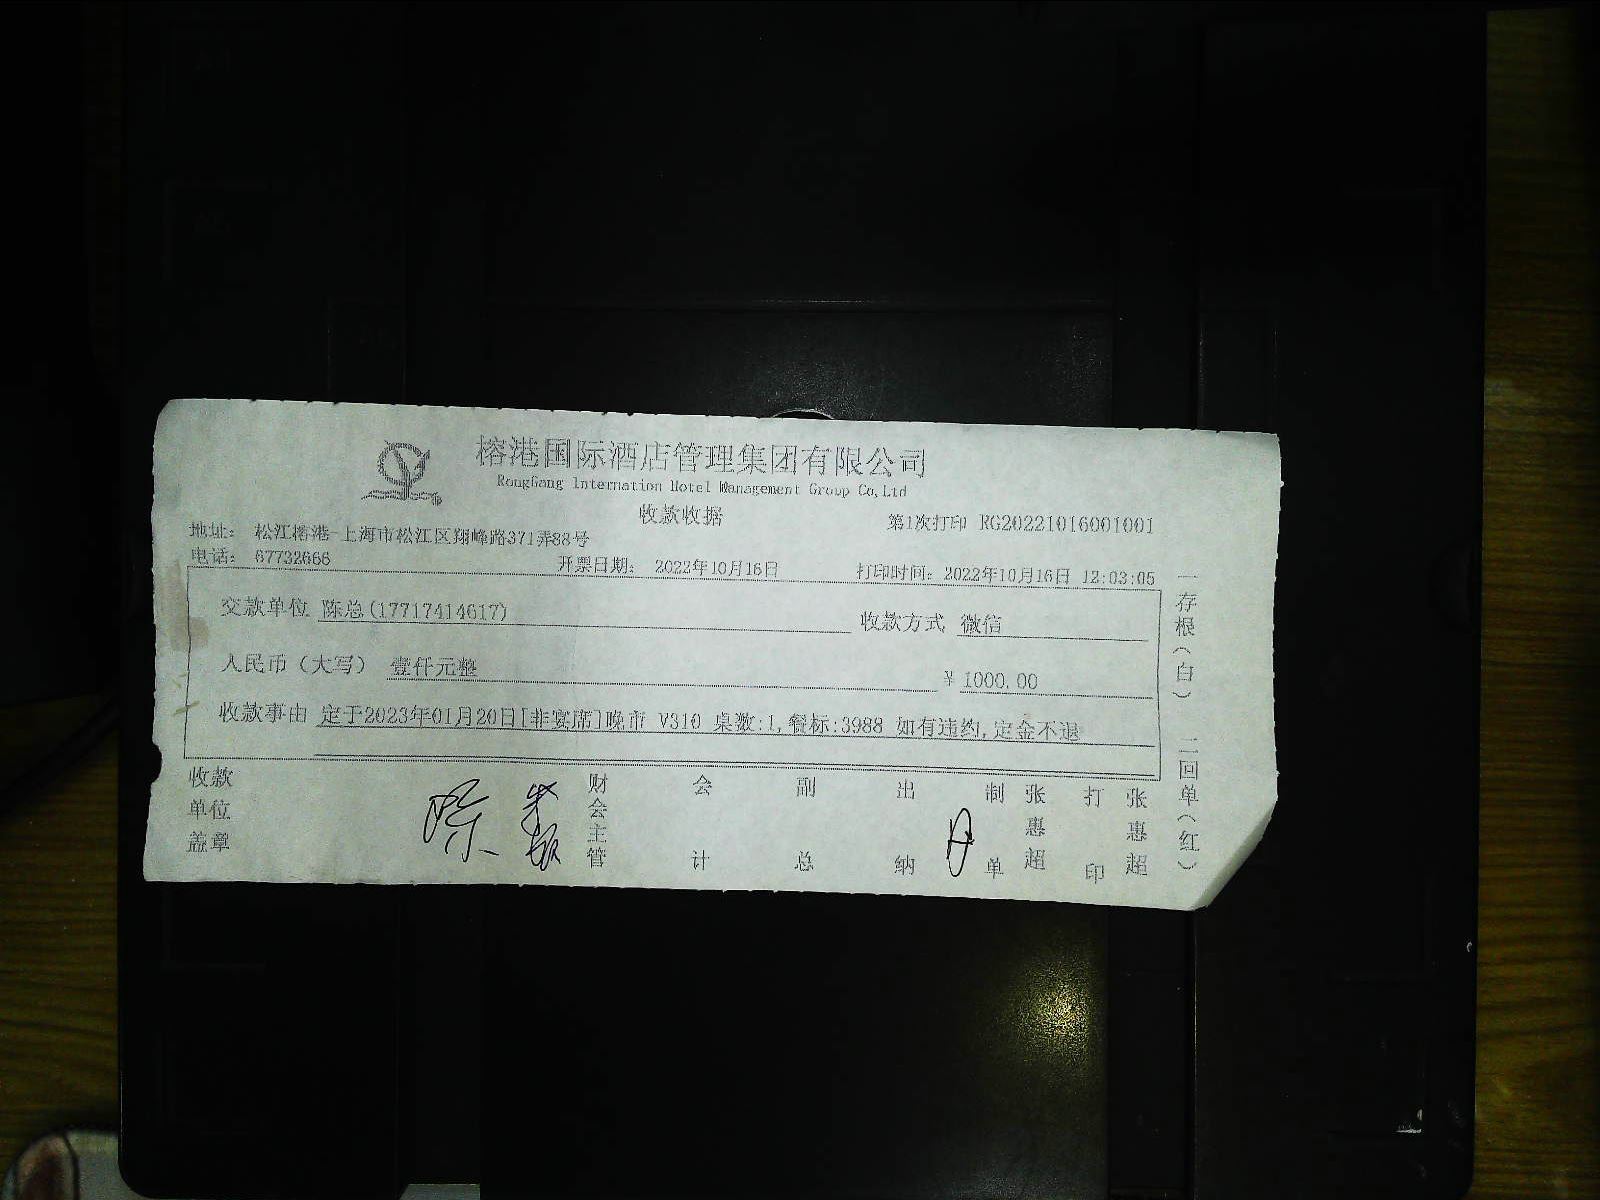 榕港国际酒店管理集团有限公司
RongGang Internation Hotel Management Group Co,Ltd
收款收据
第1次打印 RG20221016001001
地址： 松江榕港-上海市松江区翔峰路371弄88号
电话： 67732666 开票日期： 2022年10月16日 打印时间：2022年10月16日 12:03:05
交款单位 陈总(17717414617) 收款方式 微信
人民币（大写） 壹仟元整 ¥ 1000.00
收款事由 定于2023年01月20日[非宴席]晚市 V310 桌数:1,餐标:3988 如有违约,定金不退
收款单位盖章
财会主管
会计
副总
出纳
制单 张惠超
打印 张惠超
一存根（白） 二回单（红）